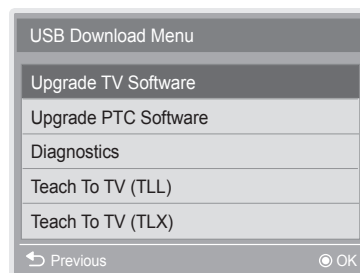 USB Download Menu
Upgrade TV Software
Upgrade PTC Software
Diagnostics
Teach To TV (TLL)
Teach To TV (TLX)
Previous OK